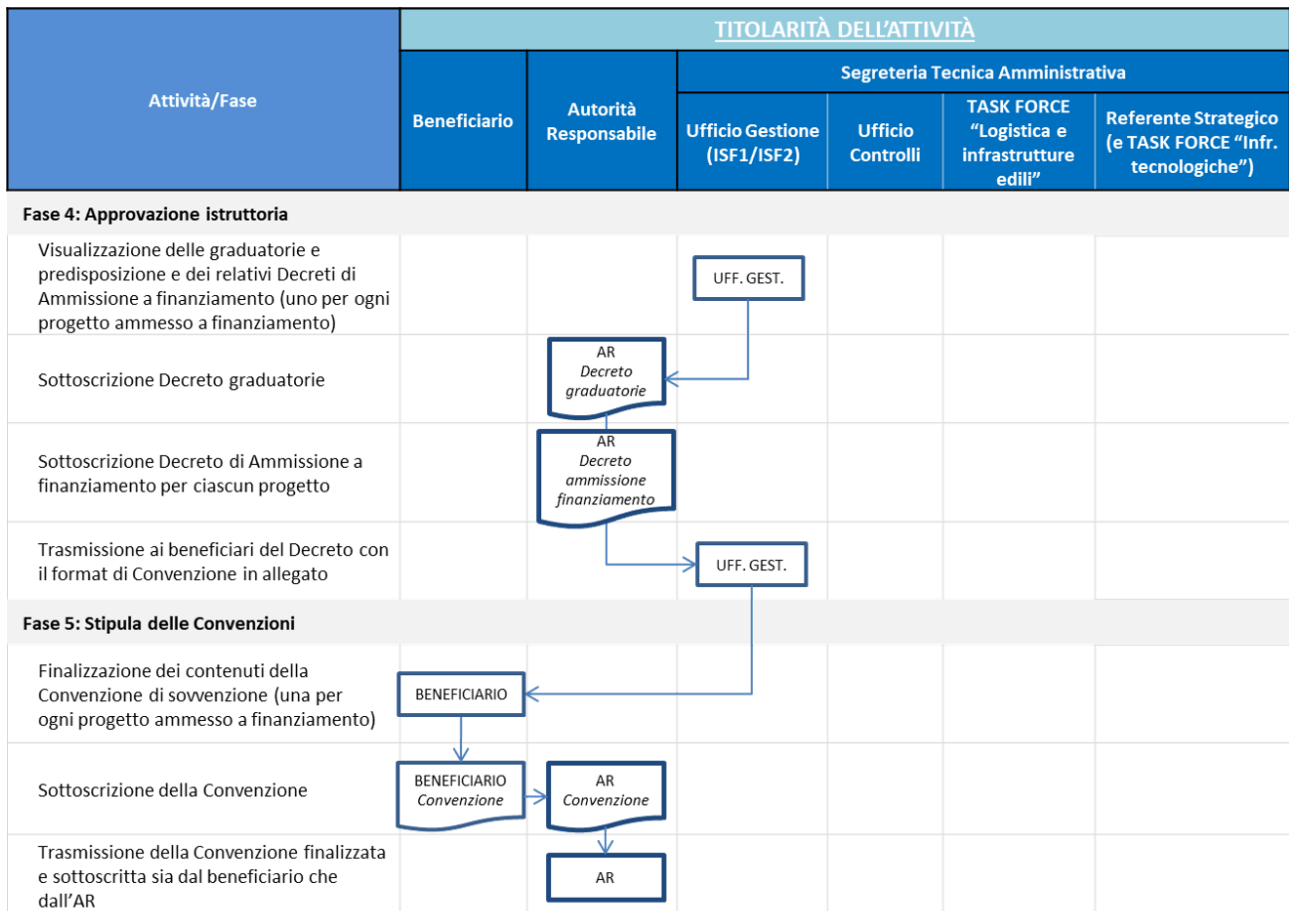 TITOLARITÀ DELL'ATTIVITÀ
Attività/Fase
Beneficiario
Autorità
Responsabile
Segreteria Tecnica Amministrativa
Ufficio Gestione
(ISF1/ISF2)
Ufficio
Controlli
TASK FORCE
“Logistica e
infrastrutture
edili”
Referente Strategico
(e TASK FORCE “Infr.
tecnologiche”)
Fase 4: Approvazione istruttoria
Visualizzazione delle graduatorie e
predisposizione e dei relativi Decreti di
Ammissione a finanziamento (uno per ogni
progetto ammesso a finanziamento)
UFF. GEST.
Sottoscrizione Decreto graduatorie
AR
Decreto
graduatorie
Sottoscrizione Decreto di Ammissione a
finanziamento per ciascun progetto
AR
Decreto
ammissione
finanziamento
Trasmissione ai beneficiari del Decreto con
il format di Convenzione in allegato
UFF. GEST.
Fase 5: Stipula delle Convenzioni
Finalizzazione dei contenuti della
Convenzione di sovvenzione (una per
ogni progetto ammesso a finanziamento)
BENEFICIARIO
Sottoscrizione della Convenzione
BENEFICIARIO
Convenzione
AR
Convenzione
Trasmissione della Convenzione finalizzata
e sottoscritta sia dal beneficiario che
dall'AR
AR